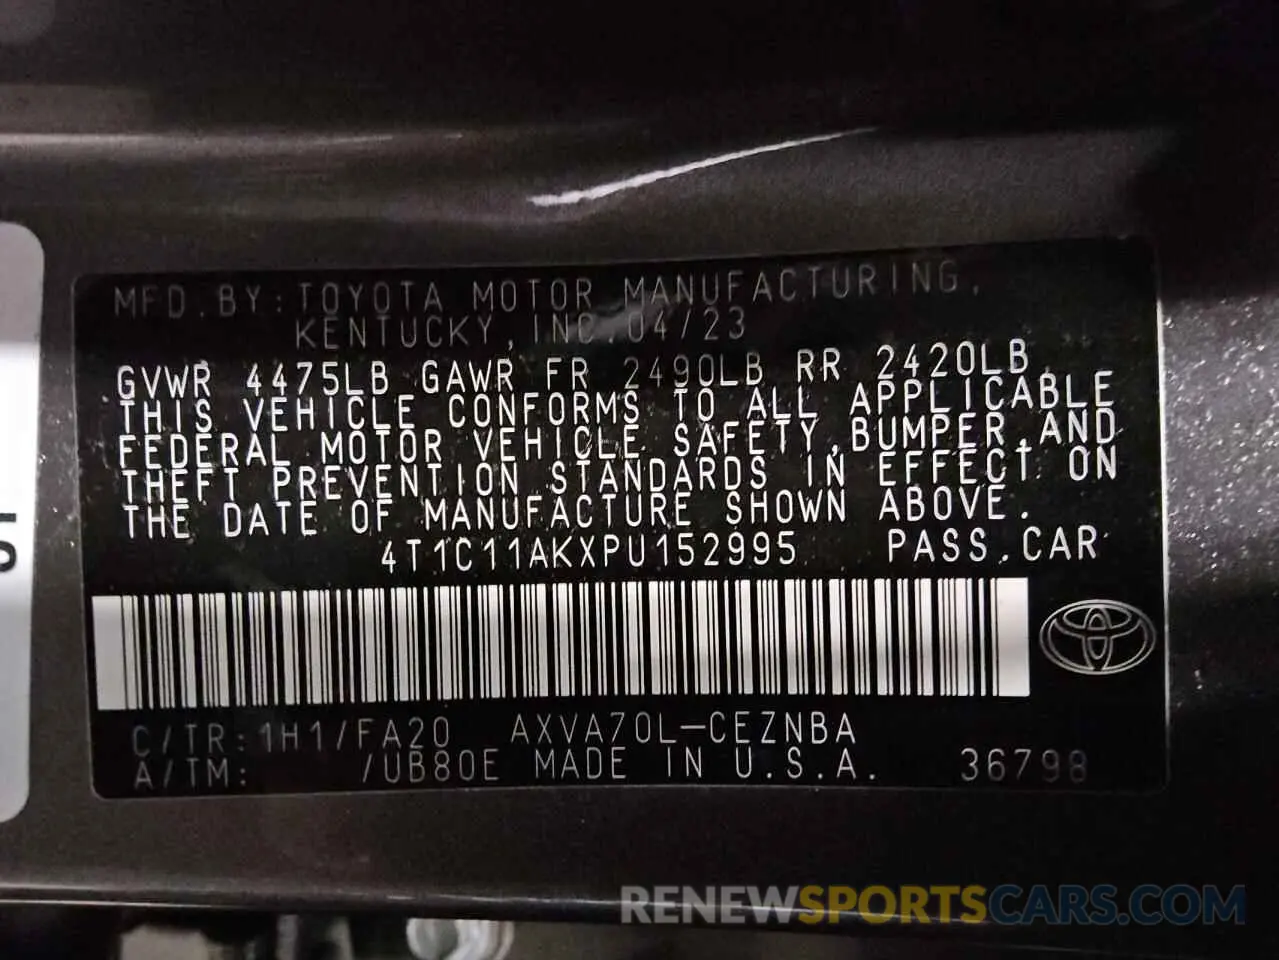 MFD.BY:TOYOTA MOTOR MANUFACTURING,
KENTUCKY, INC.04/23
GVWR 4475LB GAWR FR 2490LB RR 2420LB
THIS VEHICLE CONFORMS TO ALL APPLICABLE
FEDERAL MOTOR VEHICLE SAFETY,BUMPER,AND
THEFT PREVENTION STANDARDS IN EFFECT ON
THE DATE OF MANUFACTURE SHOWN ABOVE.
4T1C11AKXPU152995 PASS.CAR
C/TR:1H1/FA20 AXVA70L-CEZNBA
A/TM: /UB80E MADE IN U.S.A. 36798
RENEWSPORTSCARS.COM